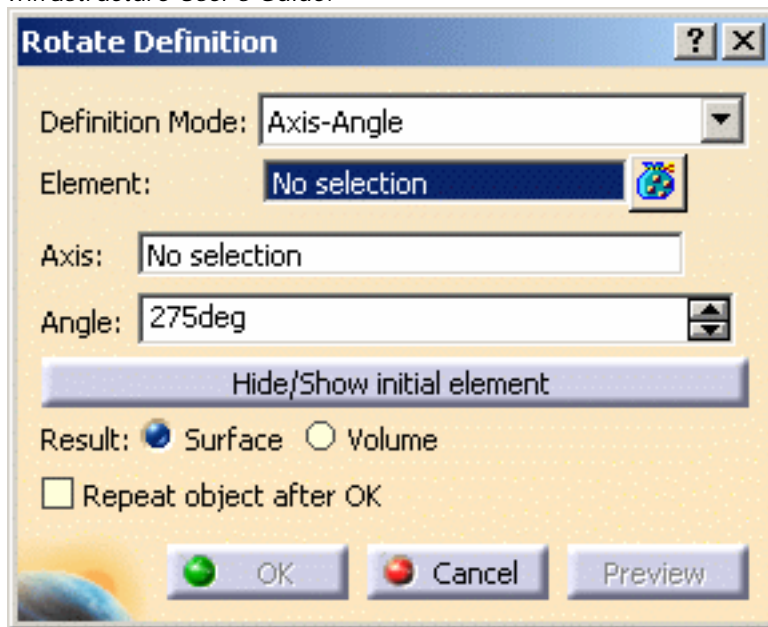 Infrastructure User's Guide.
Rotate Definition ? X
Definition Mode: Axis-Angle
Element: No selection
Axis: No selection
Angle: 275deg
Hide/Show initial element
Result: Surface Volume
Repeat object after OK
OK Cancel Preview